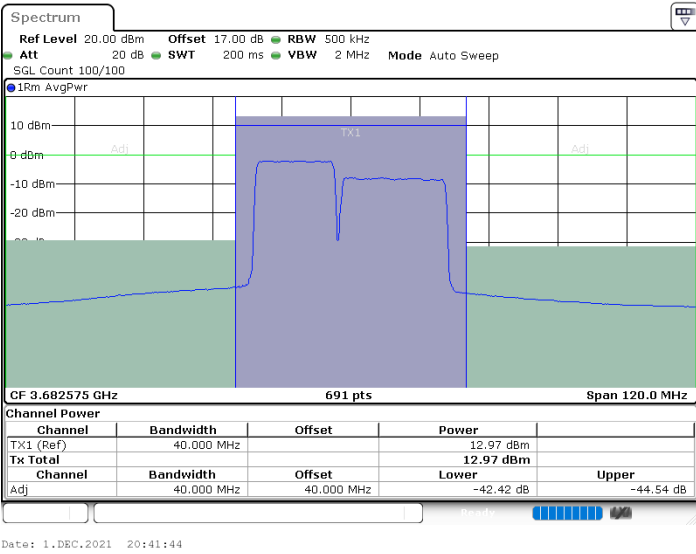 Spectrum
Ref Level 20.00 dBm Offset 17.00 dB RBW 500 kHz
Att 20 dB SWT 200 ms VBW 2 MHz Mode Auto Sweep
SGL Count 100/100
1Rm AvgPwr
10 dBm
TX1
Adj Adj
0 dBm
-10 dBm
-20 dBm
CF 3.682575 GHz 691 pts Span 120.0 MHz
Channel Power
Channel Bandwidth Offset Power
TX1 (Ref) 40.000 MHz 12.97 dBm
Tx Total 12.97 dBm
Channel Bandwidth Offset Lower Upper
Adj 40.000 MHz 40.000 MHz -42.42 dB -44.54 dB
Ready
Date: 1.DEC.2021 20:41:44